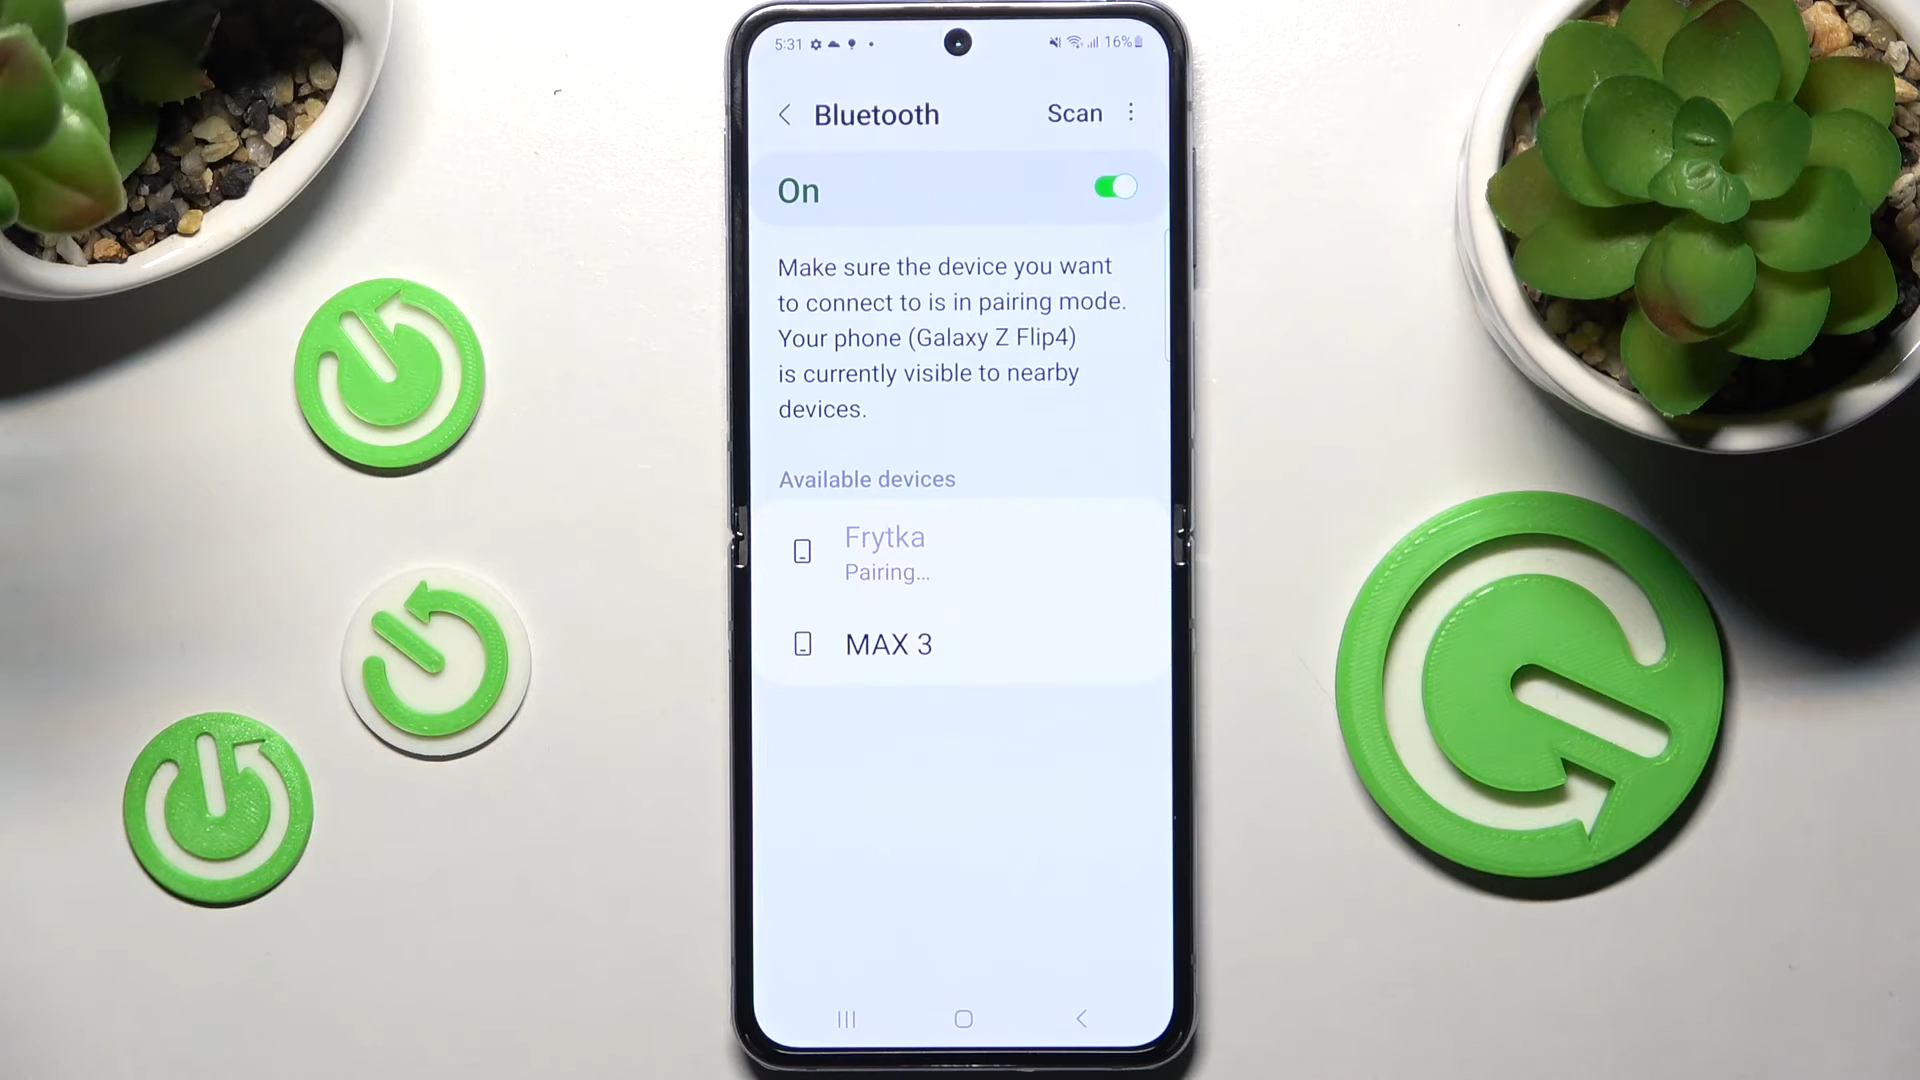 5:31
16%
Bluetooth
Scan
On
Make sure the device you want
to connect to is in pairing mode.
Your phone (Galaxy Z Flip4)
is currently visible to nearby
devices.
Available devices
Frytka
Pairing...
MAX 3